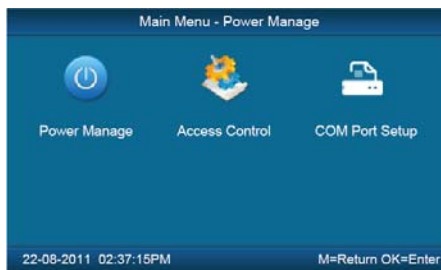 Main Menu - Power Manage
Power Manage Access Control COM Port Setup
22-08-2011 02:37:15PM M=Return OK=Enter